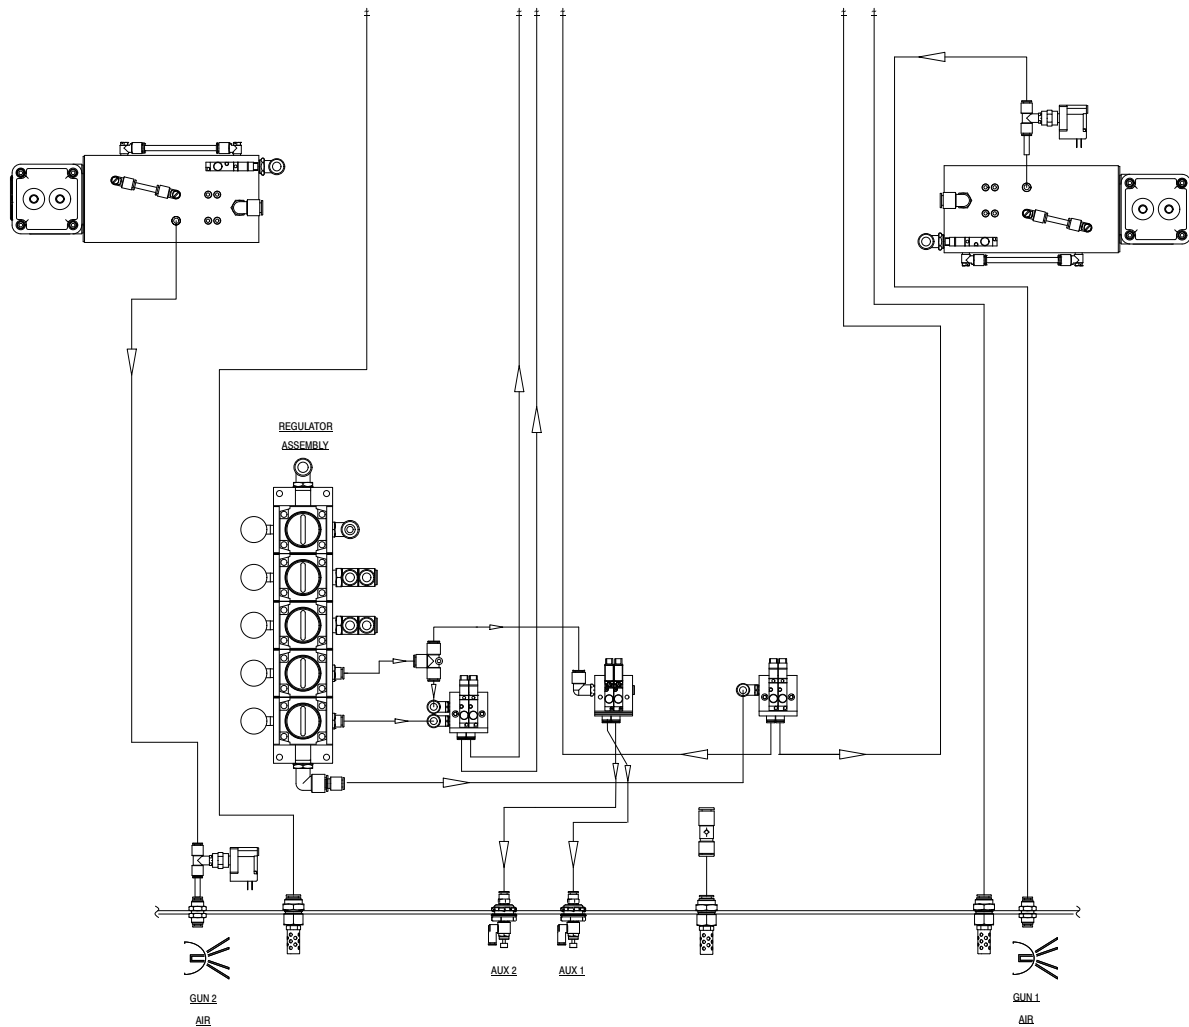 REGULATOR
ASSEMBLY
AUX 2
AUX 1
GUN 2
AIR
GUN 1
AIR